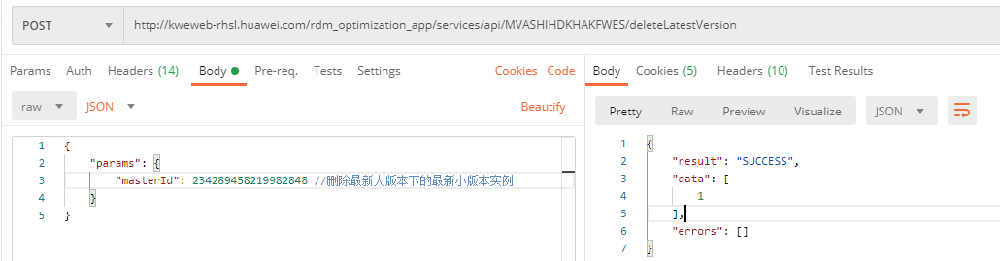 POST http://kweweb-rhsl.huawei.com/rdm_optimization_app/services/api/MVASHIHDKHAKFWES/deleteLatestVersion
Params Auth Headers (14) Body Pre-req. Tests Settings Cookies Code
raw JSON Beautify
1 {
2 "params": {
3 "masterId": 234289458219982848 //删除最新大版本下的最新小版本实例
4 }
5 }
Body Cookies (5) Headers (10) Test Results
Pretty Raw Preview Visualize JSON
1 {
2 "result": "SUCCESS",
3 "data": [
4 1
5 ],
6 "errors": []
7 }